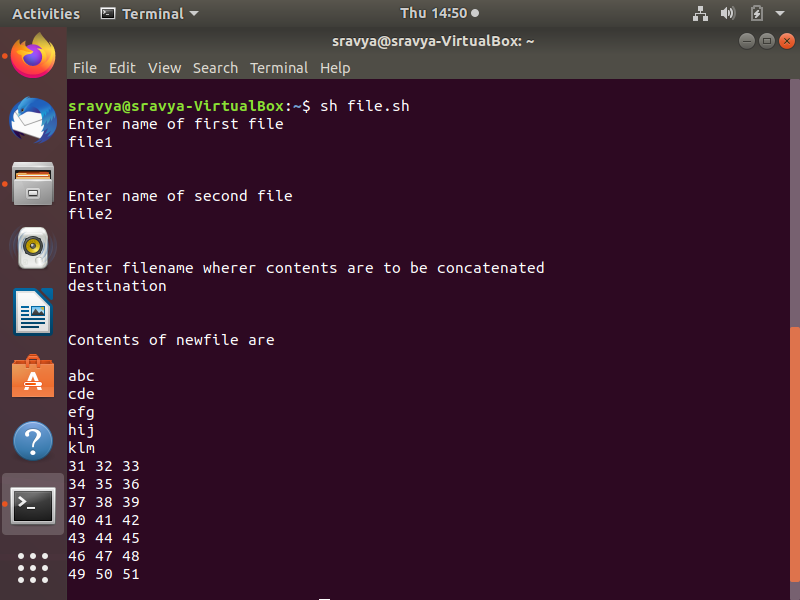 Activities Terminal Thu 14:50
sravya@sravya-VirtualBox: ~
File Edit View Search Terminal Help
sravya@sravya-VirtualBox:~$ sh file.sh
Enter name of first file
file1
Enter name of second file
file2
Enter filename wherer contents are to be concatenated
destination
Contents of newfile are
abc
cde
efg
hij
klm
31 32 33
34 35 36
37 38 39
40 41 42
43 44 45
46 47 48
49 50 51